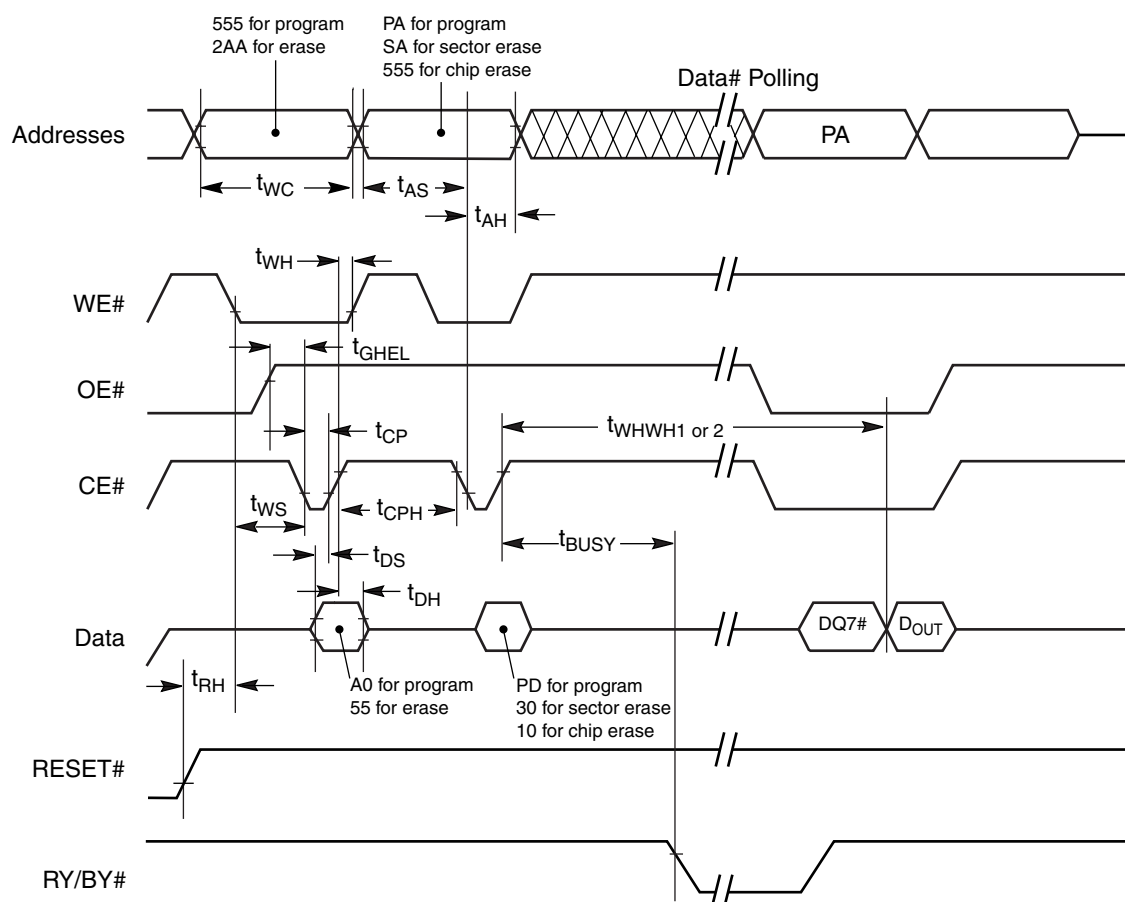 555 for program
2AA for erase
PA for program
SA for sector erase
555 for chip erase
Data# Polling
Addresses
PA
tWC
tAS
tAH
tWH
WE#
tGHEL
OE#
tWHWH1 or 2
tCP
CE#
tWS
tCPH
tBUSY
tDS
tDH
Data
DQ7#
DOUT
tRH
A0 for program
55 for erase
PD for program
30 for sector erase
10 for chip erase
RESET#
RY/BY#